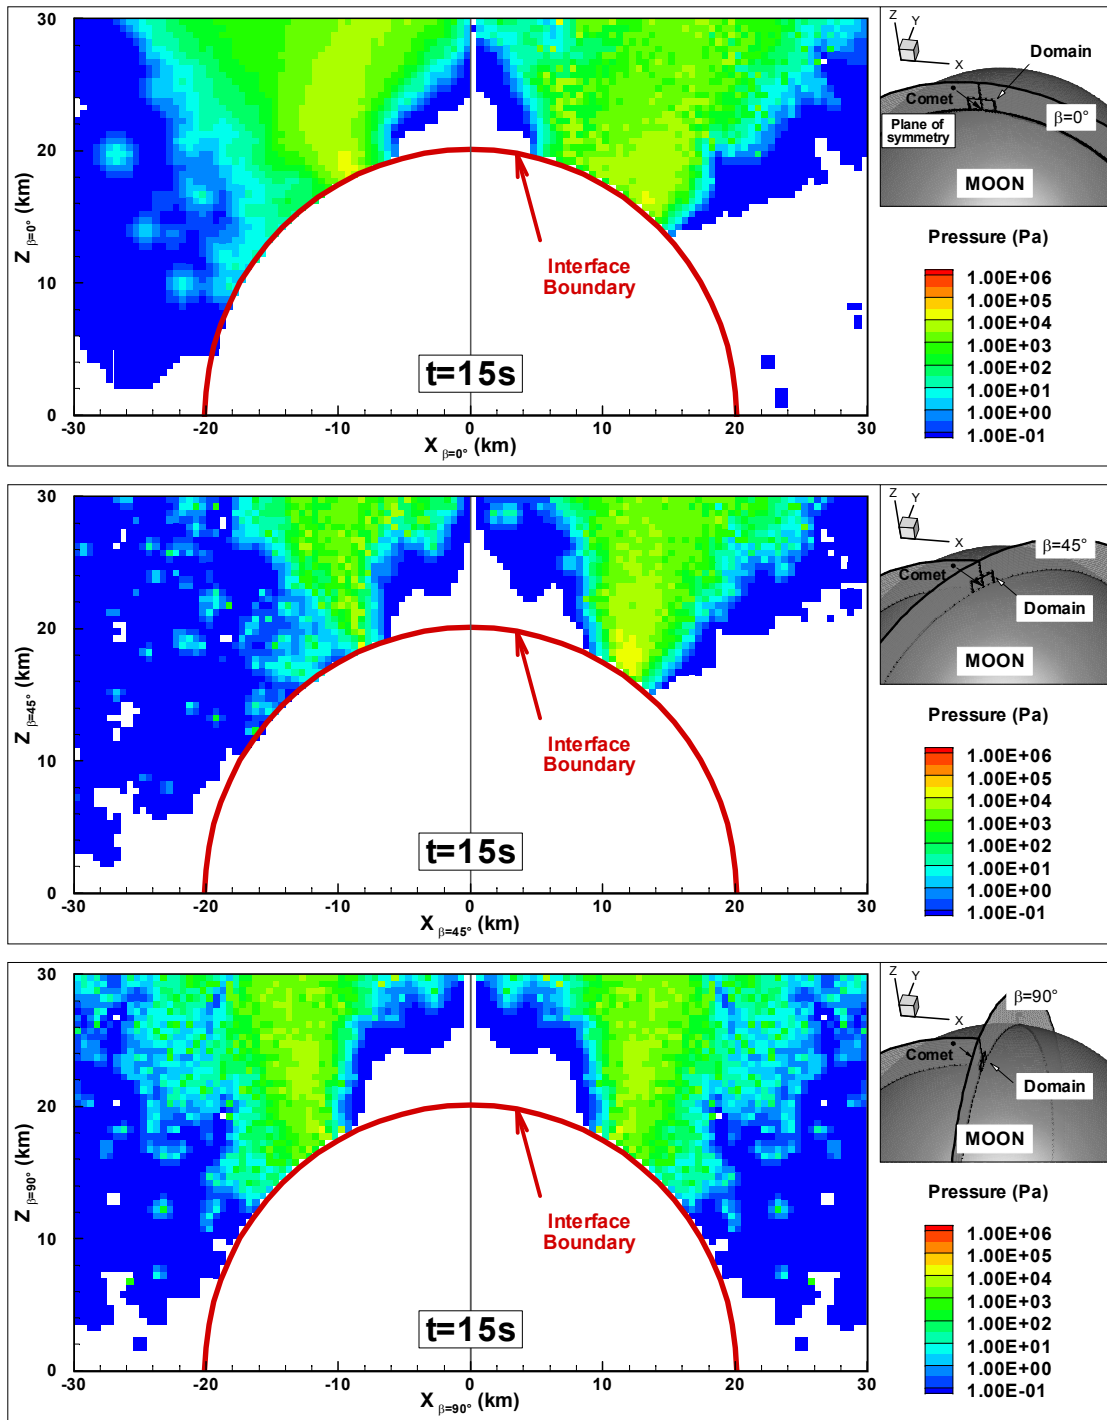 30
20
10
0
Z β=0° (km)
-30 -20 -10 0 10 20 30
X β=0° (km)
Interface
Boundary
t=15s
Z
Y
X
Domain
Comet
β=0°
Plane of
symmetry
MOON
Pressure (Pa)
1.00E+06
1.00E+05
1.00E+04
1.00E+03
1.00E+02
1.00E+01
1.00E+00
1.00E-01
30
20
10
0
Z β=45° (km)
-30 -20 -10 0 10 20 30
X β=45° (km)
Interface
Boundary
t=15s
Z
Y
X
β=45°
Comet
Domain
MOON
Pressure (Pa)
1.00E+06
1.00E+05
1.00E+04
1.00E+03
1.00E+02
1.00E+01
1.00E+00
1.00E-01
30
20
10
0
Z β=90° (km)
-30 -20 -10 0 10 20 30
X β=90° (km)
Interface
Boundary
t=15s
Z
Y
X
β=90°
Comet
Domain
MOON
Pressure (Pa)
1.00E+06
1.00E+05
1.00E+04
1.00E+03
1.00E+02
1.00E+01
1.00E+00
1.00E-01